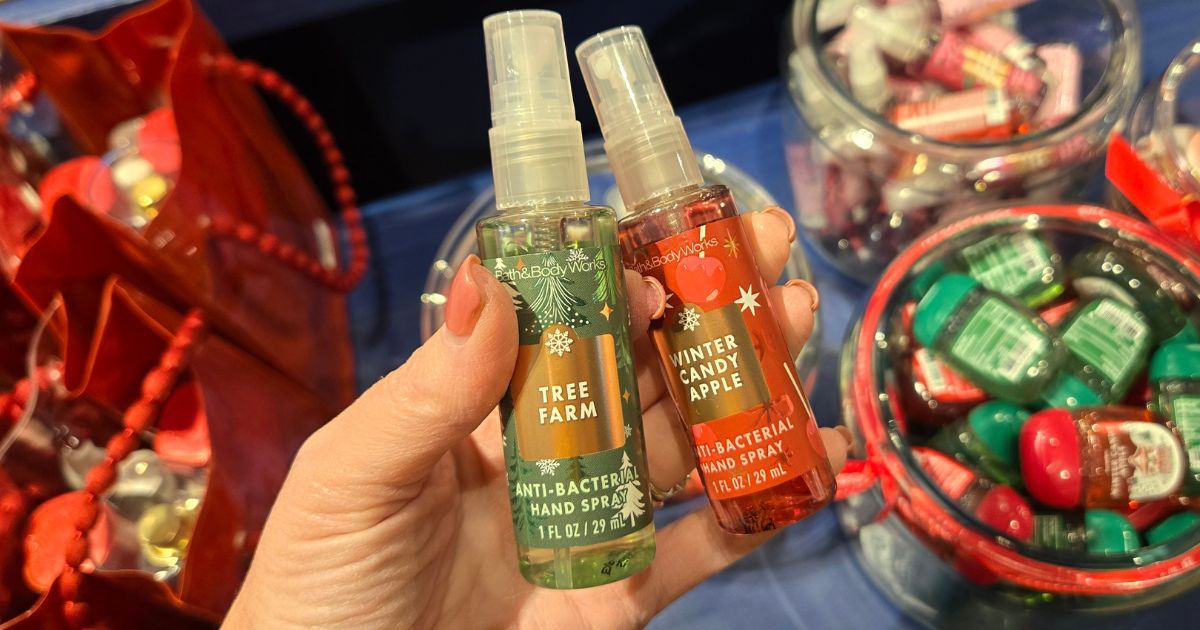 Bath&BodyWorks
TREE
FARM
ANTI-BACTERIAL
HAND SPRAY
1 FL OZ / 29 mL
Bath&BodyWorks
WINTER
CANDY
APPLE
ANTI-BACTERIAL
HAND SPRAY
1 FL OZ / 29 mL